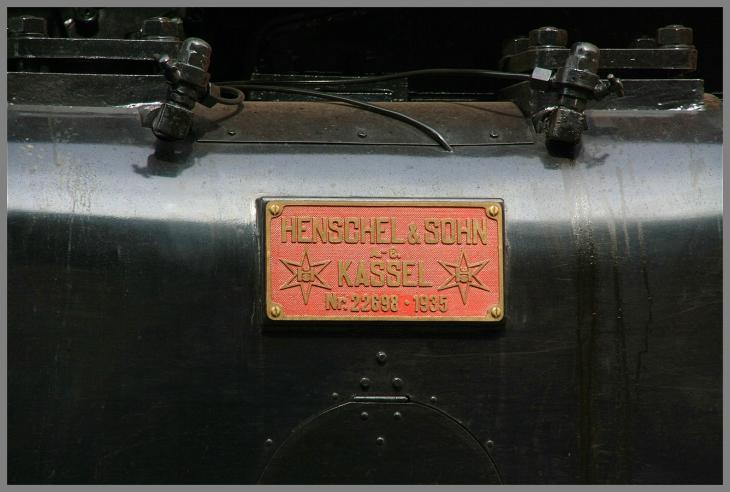 HENSCHEL & SOHN
A-G.
KASSEL
Nr. 22698 • 1935